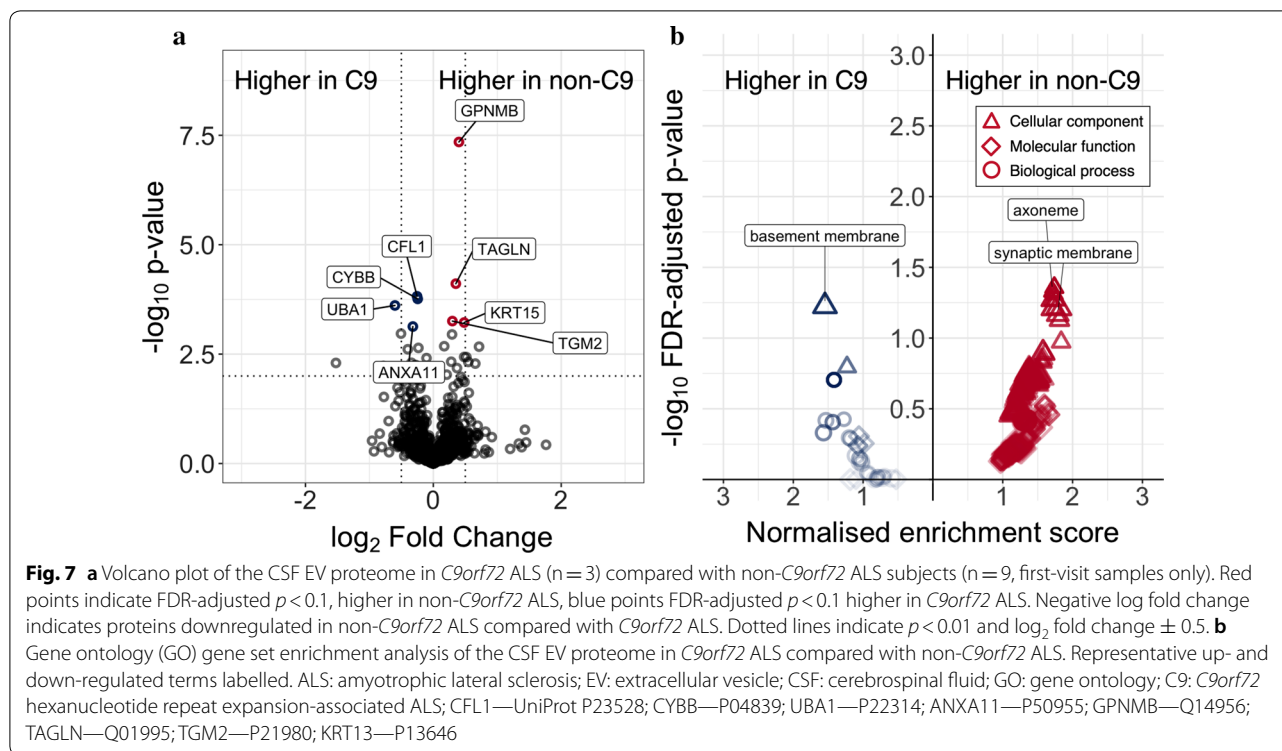 a
Higher in C9
Higher in non-C9
GPNMB
7.5
-log10 p-value
5.0
CFL1
TAGLN
CYBB
UBA1
KRT15
TGM2
2.5
ANXA11
0.0
-2
0
2
log2 Fold Change
b
Higher in C9
Higher in non-C9
3.0
Cellular component
Molecular function
Biological process
2.5
2.0
axoneme
basement membrane
synaptic membrane
1.5
1.0
0.5
-log10 FDR-adjusted p-value
3
2
1
1
2
3
Normalised enrichment score
Fig. 7 a Volcano plot of the CSF EV proteome in C9orf72 ALS (n = 3) compared with non-C9orf72 ALS subjects (n = 9, first-visit samples only). Red
points indicate FDR-adjusted p < 0.1, higher in non-C9orf72 ALS, blue points FDR-adjusted p < 0.1 higher in C9orf72 ALS. Negative log fold change
indicates proteins downregulated in non-C9orf72 ALS compared with C9orf72 ALS. Dotted lines indicate p < 0.01 and log2 fold change ± 0.5. b
Gene ontology (GO) gene set enrichment analysis of the CSF EV proteome in C9orf72 ALS compared with non-C9orf72 ALS. Representative up- and
down-regulated terms labelled. ALS: amyotrophic lateral sclerosis; EV: extracellular vesicle; CSF: cerebrospinal fluid; GO: gene ontology; C9: C9orf72
hexanucleotide repeat expansion-associated ALS; CFL1—UniProt P23528; CYBB—P04839; UBA1—P22314; ANXA11—P50955; GPNMB—Q14956;
TAGLN—Q01995; TGM2—P21980; KRT13—P13646